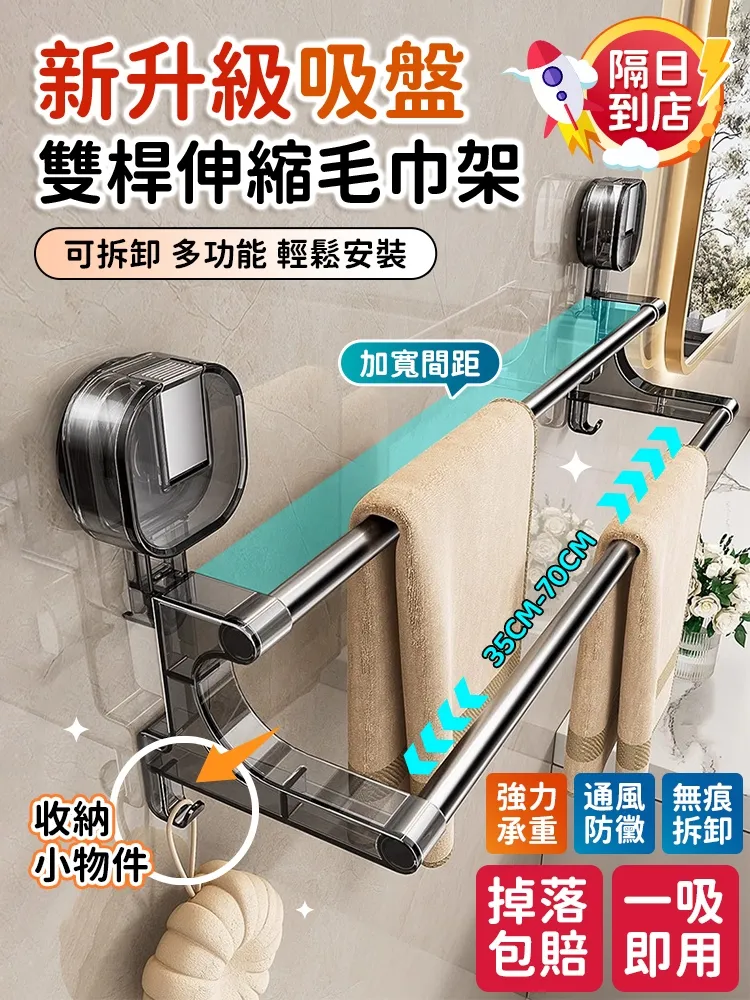 新升級吸盤
隔日
到店
雙桿伸縮毛巾架
可拆卸 多功能 輕鬆安裝
加寬間距
35CM-70CM
收納
小物件
強力
承重
通風
防黴
無痕
拆卸
掉落
包賠
一吸
即用